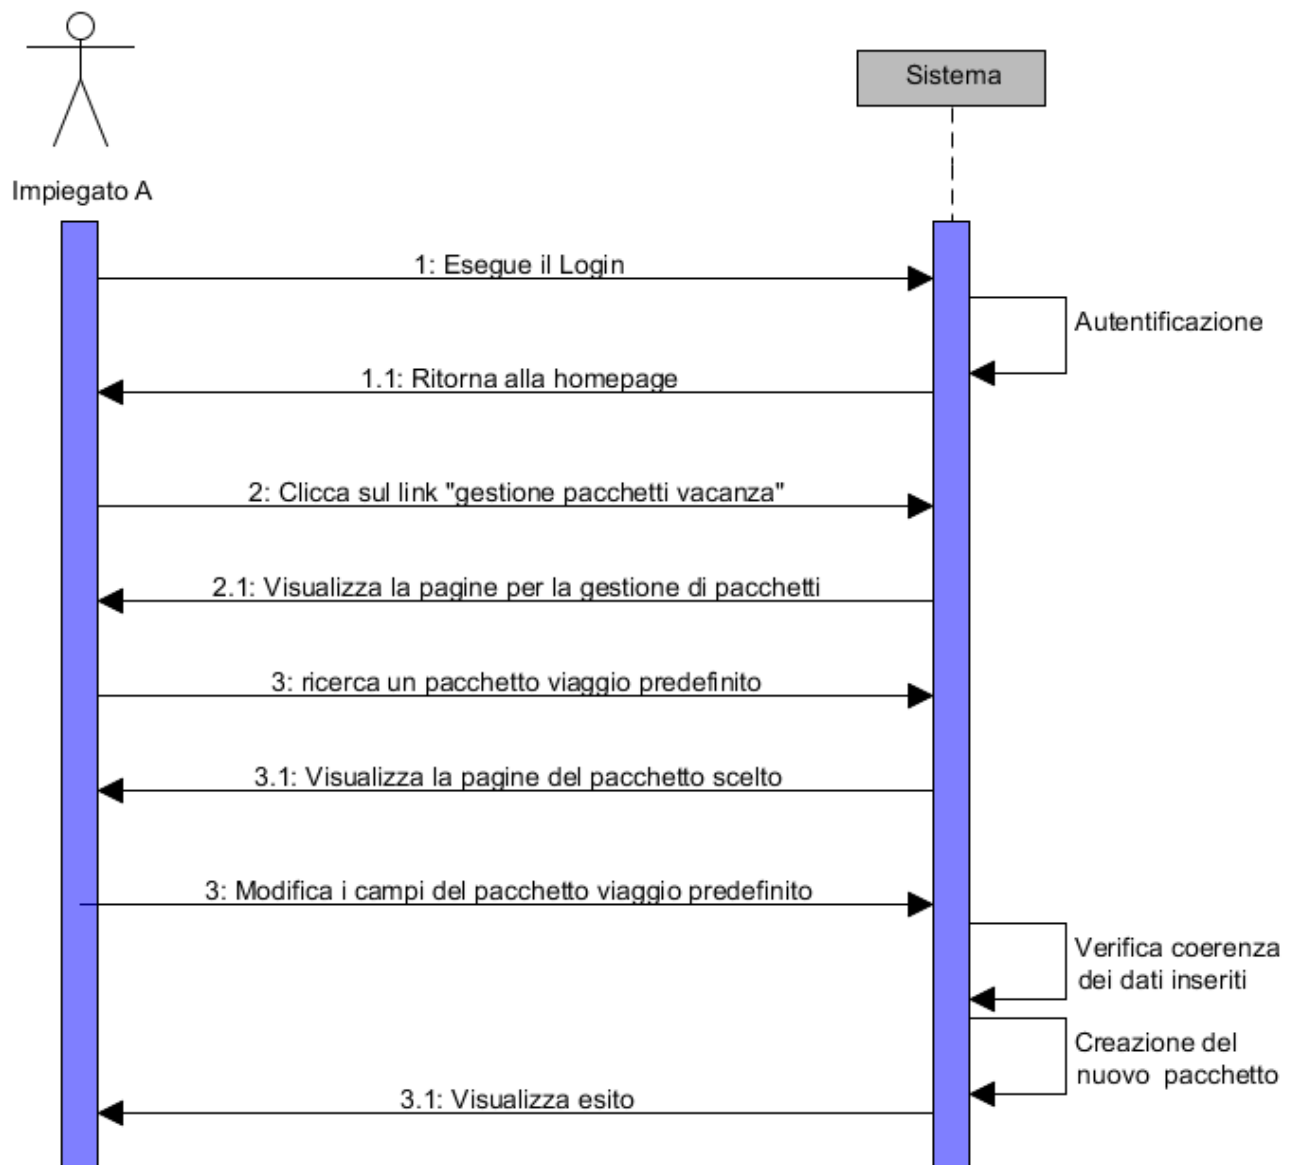 Sistema
Impiegato A
1: Esegue il Login
Autentificazione
1.1: Ritorna alla homepage
2: Clicca sul link "gestione pacchetti vacanza"
2.1: Visualizza la pagine per la gestione di pacchetti
3: ricerca un pacchetto viaggio predefinito
3.1: Visualizza la pagine del pacchetto scelto
3: Modifica i campi del pacchetto viaggio predefinito
Verifica coerenza
dei dati inseriti
Creazione del
nuovo pacchetto
3.1: Visualizza esito